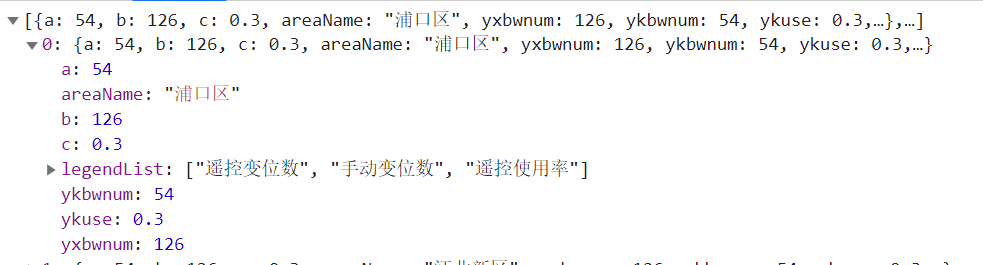 [{a: 54, b: 126, c: 0.3, areaName: "浦口区", yxbwnum: 126, ykbwnum: 54, ykuse: 0.3,…},…]
0: {a: 54, b: 126, c: 0.3, areaName: "浦口区", yxbwnum: 126, ykbwnum: 54, ykuse: 0.3,…}
a: 54
areaName: "浦口区"
b: 126
c: 0.3
legendList: ["遥控变位数", "手动变位数", "遥控使用率"]
ykbwnum: 54
ykuse: 0.3
yxbwnum: 126